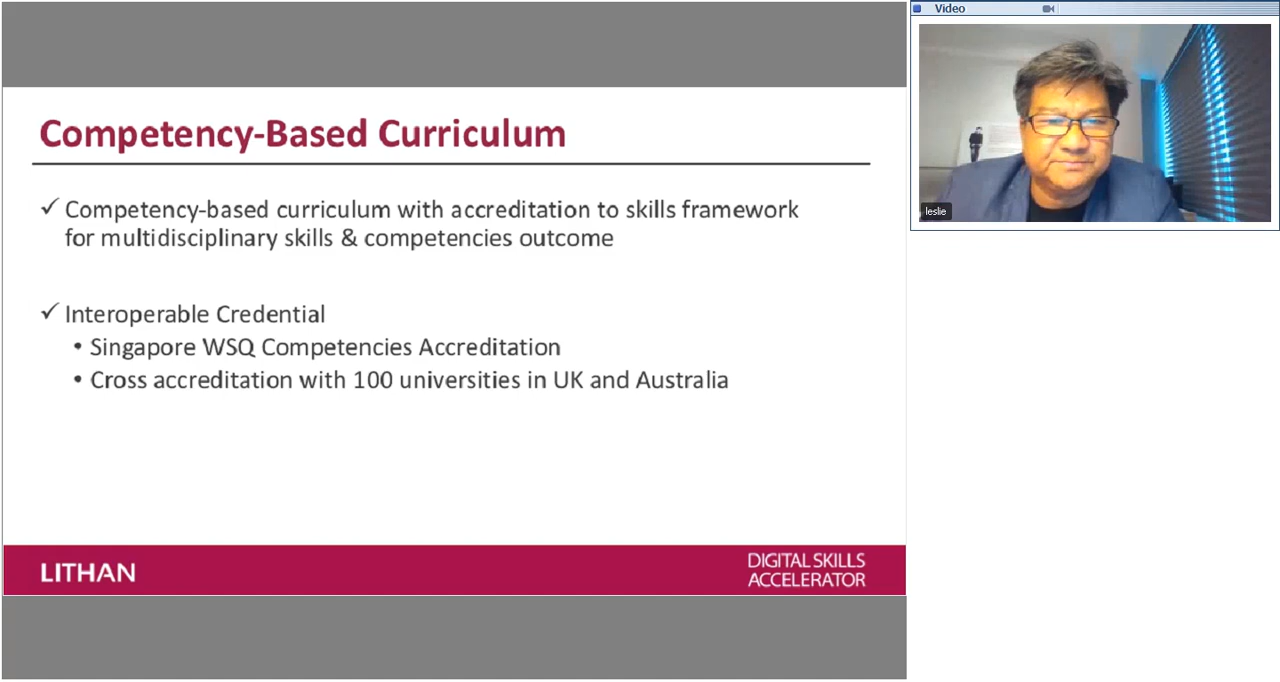 Competency-Based Curriculum
✓ Competency-based curriculum with accreditation to skills framework
for multidisciplinary skills & competencies outcome
✓ Interoperable Credential
• Singapore WSQ Competencies Accreditation
• Cross accreditation with 100 universities in UK and Australia
LITHAN
DIGITAL SKILLS
ACCELERATOR
Video
leslie